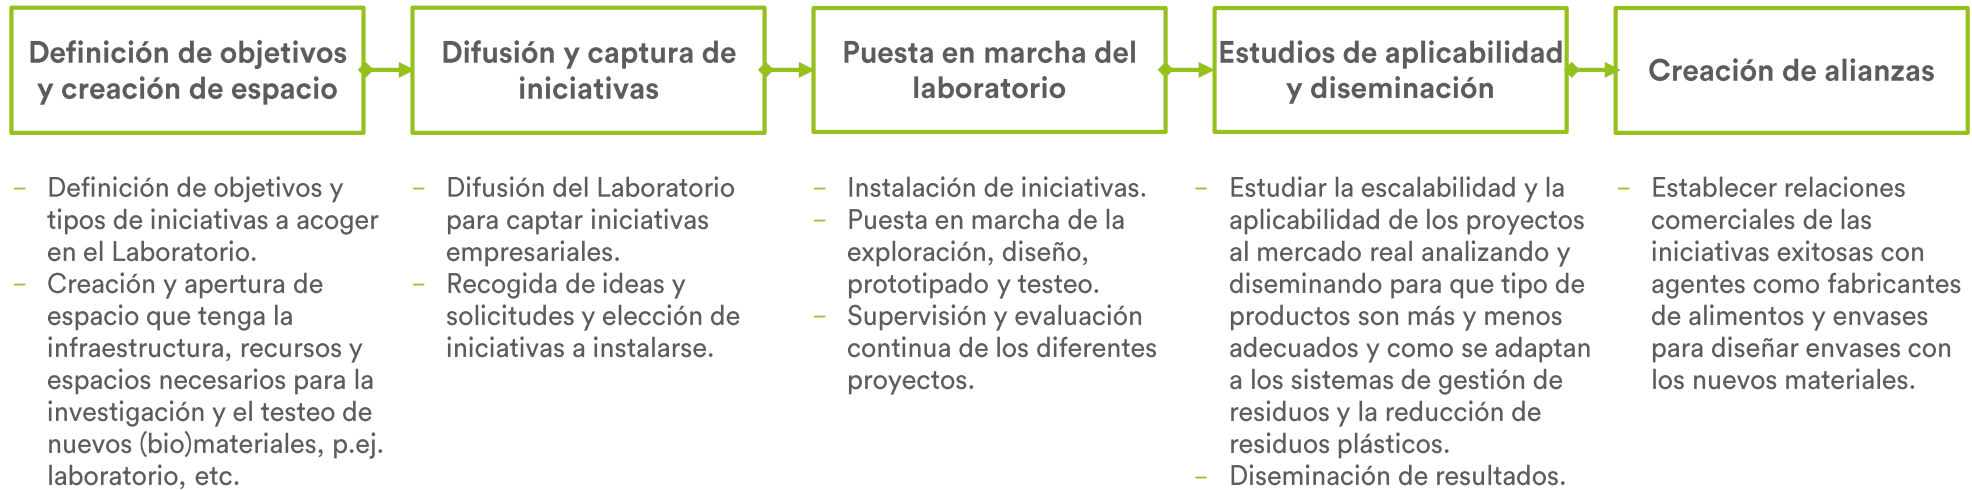 Definición de objetivos
y creación de espacio
Difusión y captura de
iniciativas
Puesta en marcha del
laboratorio
Estudios de aplicabilidad
y diseminación
Creación de alianzas
– Definición de objetivos y
tipos de iniciativas a acoger
en el Laboratorio.
– Creación y apertura de
espacio que tenga la
infraestructura, recursos y
espacios necesarios para la
investigación y el testeo de
nuevos (bio)materiales, p.ej.
laboratorio, etc.
– Difusión del Laboratorio
para captar iniciativas
empresariales.
– Recogida de ideas y
solicitudes y elección de
iniciativas a instalarse.
– Instalación de iniciativas.
– Puesta en marcha de la
exploración, diseño,
prototipado y testeo.
– Supervisión y evaluación
continua de los diferentes
proyectos.
– Estudiar la escalabilidad y la
aplicabilidad de los proyectos
al mercado real analizando y
diseminando para que tipo de
productos son más y menos
adecuados y como se adaptan
a los sistemas de gestión de
residuos y la reducción de
residuos plásticos.
– Diseminación de resultados.
– Establecer relaciones
comerciales de las
iniciativas exitosas con
agentes como fabricantes
de alimentos y envases
para diseñar envases con
los nuevos materiales.